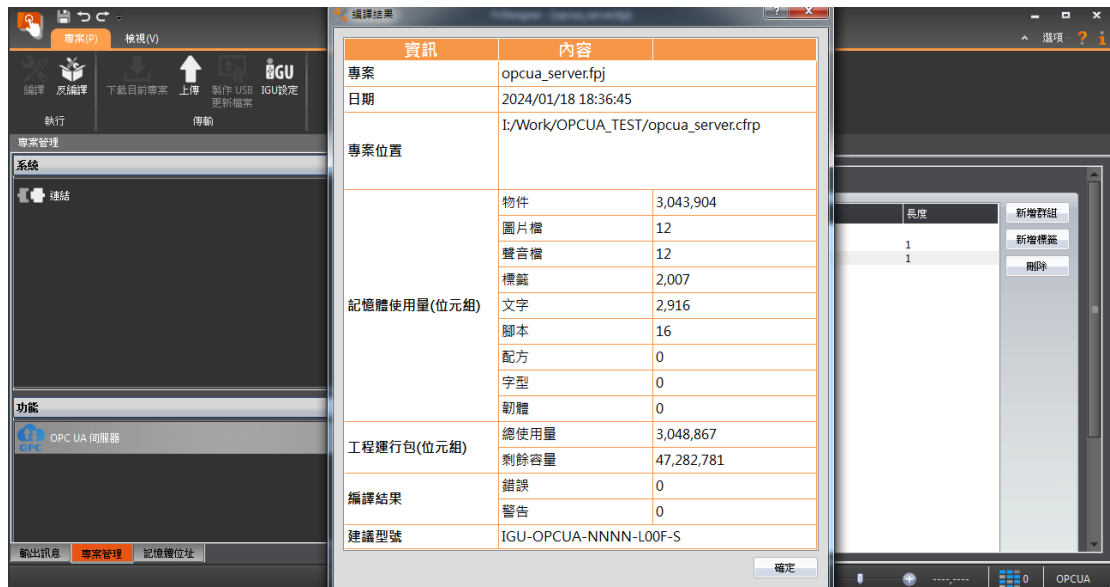 編譯結果
專案(P)
檢視(V)
選項
編譯
反編譯
下載目前專案
上傳
製作 USB
更新檔案
IGU
IGU設定
執行
傳輸
專案管理
系統
連結
功能
OPC
OPC UA 伺服器
輸出訊息
專案管理
記憶體位址
資訊 內容
專案 opcua_server.fpj
日期 2024/01/18 18:36:45
專案位置 I:/Work/OPCUA_TEST/opcua_server.cfrp
記憶體使用量(位元組)
物件 3,043,904
圖片檔 12
聲音檔 12
標籤 2,007
文字 2,916
腳本 16
配方 0
字型 0
韌體 0
工程運行包(位元組)
總使用量 3,048,867
剩餘容量 47,282,781
編譯結果
錯誤 0
警告 0
建議型號 IGU-OPCUA-NNNN-L00F-S
確定
長度
1
1
新增群組
新增標籤
刪除
----,----
0
OPCUA